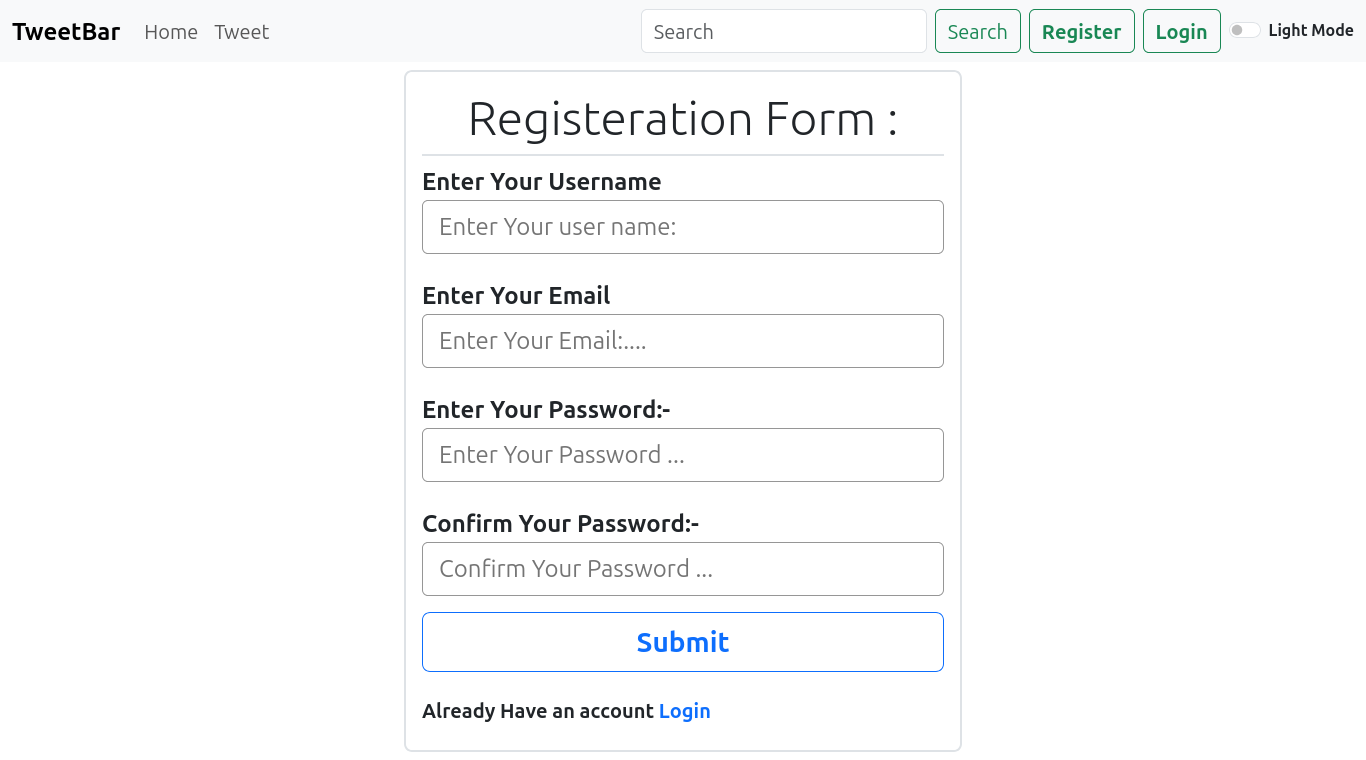 TweetBar Home Tweet Search Search Register Login Light Mode
Registeration Form :
Enter Your Username
Enter Your user name:
Enter Your Email
Enter Your Email:....
Enter Your Password:-
Enter Your Password ...
Confirm Your Password:-
Confirm Your Password ...
Submit
Already Have an account Login